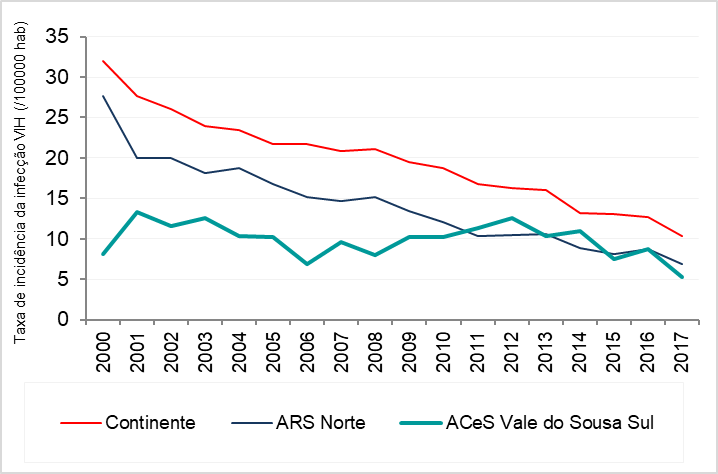 Taxa de incidência da infecção VIH (/100000 hab)
35
30
25
20
15
10
5
0
2000 2001 2002 2003 2004 2005 2006 2007 2008 2009 2010 2011 2012 2013 2014 2015 2016 2017
Continente ARS Norte ACeS Vale do Sousa Sul